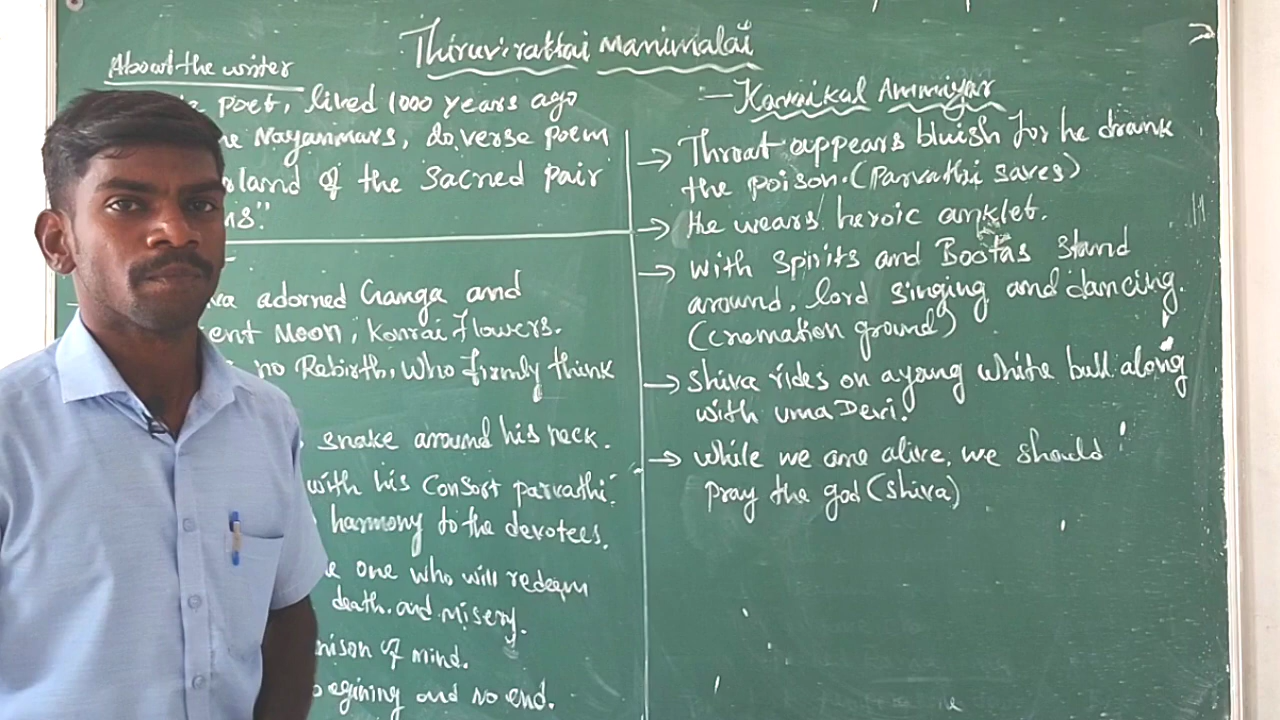 Thiruvirattai Manimalai
- Karaikal Ammiyar
About the writer
Poet, lived 1000 years ago
Nayanmars, doverse poem
of the sacred pair
adorned Ganga and
Moon, Konrai flowers.
no Rebirth, who firmly think
snake around his neck.
with his Consort parvathi.
harmony to the devotees.
one who will redeem
death and misery.
of mind.
and no end.
→ Throat appears bluish for he drank
the poison. (Parvathi saves)
→ He wears heroic anklet.
→ with spirits and Bootas stand
around, lord singing and dancing.
(cremation ground)
→ Shiva rides on a young white bull along
with uma Devi.
→ while we are alive, we should
pray the god (Shiva)